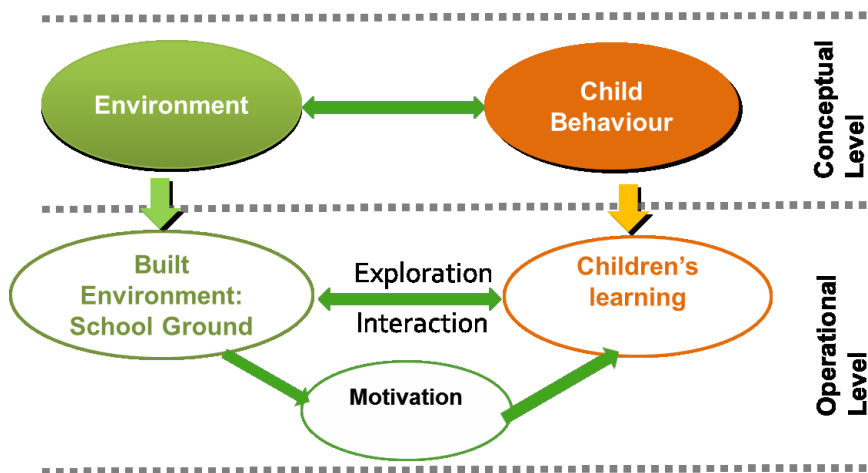 Environment
Child
Behaviour
Conceptual
Level
Built
Environment:
School Ground
Exploration
Interaction
Children's
learning
Motivation
Operational
Level